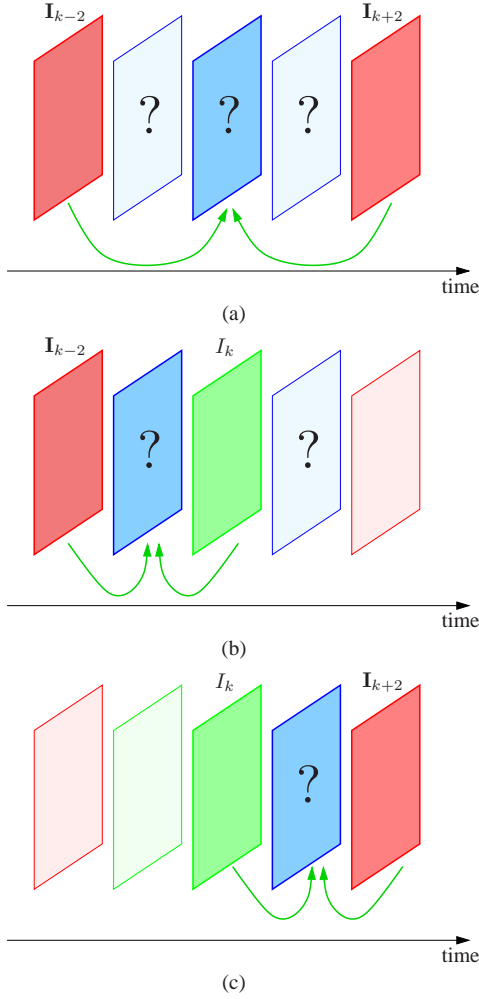 I_{k−2} I_{k+2}
? ? ?
time
(a)
I_{k−2} I_k
? ?
time
(b)
I_k I_{k+2}
?
time
(c)